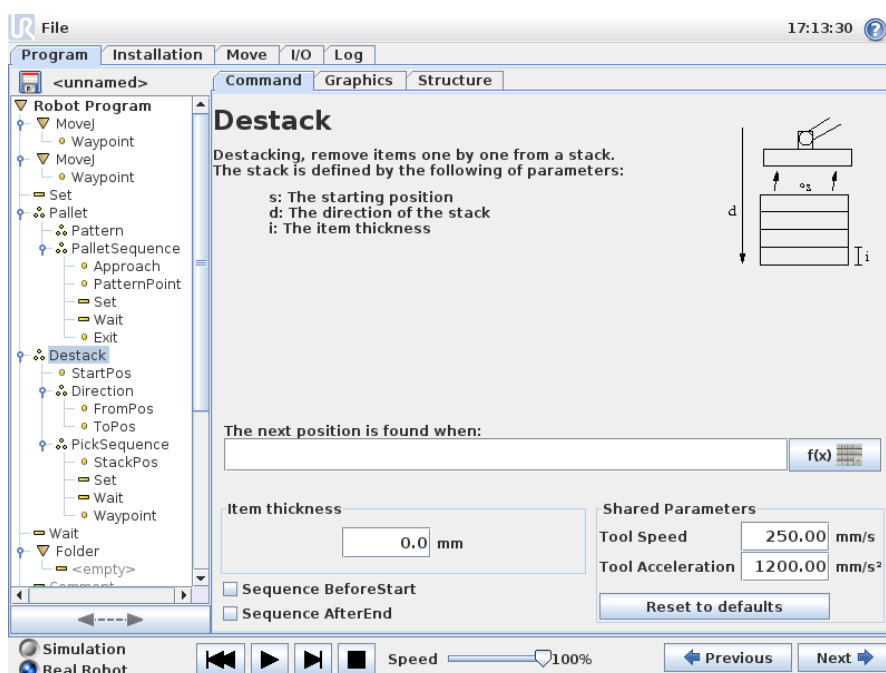 UR File 17:13:30 ?
Program Installation Move I/O Log
<unnamed> Command Graphics Structure
Robot Program
MoveJ
Waypoint
MoveJ
Waypoint
Set
Pallet
Pattern
PalletSequence
Approach
PatternPoint
Set
Wait
Exit
Destack
StartPos
Direction
FromPos
ToPos
PickSequence
StackPos
Set
Wait
Waypoint
Wait
Folder
<empty>
Comment
Destack
Destacking, remove items one by one from a stack.
The stack is defined by the following of parameters:
s: The starting position
d: The direction of the stack
i: The item thickness
s
d
i
The next position is found when:
f(x)
Item thickness
0.0 mm
Shared Parameters
Tool Speed 250.00 mm/s
Tool Acceleration 1200.00 mm/s²
Reset to defaults
Sequence BeforeStart
Sequence AfterEnd
Simulation
Real Robot
Speed 100%
Previous Next